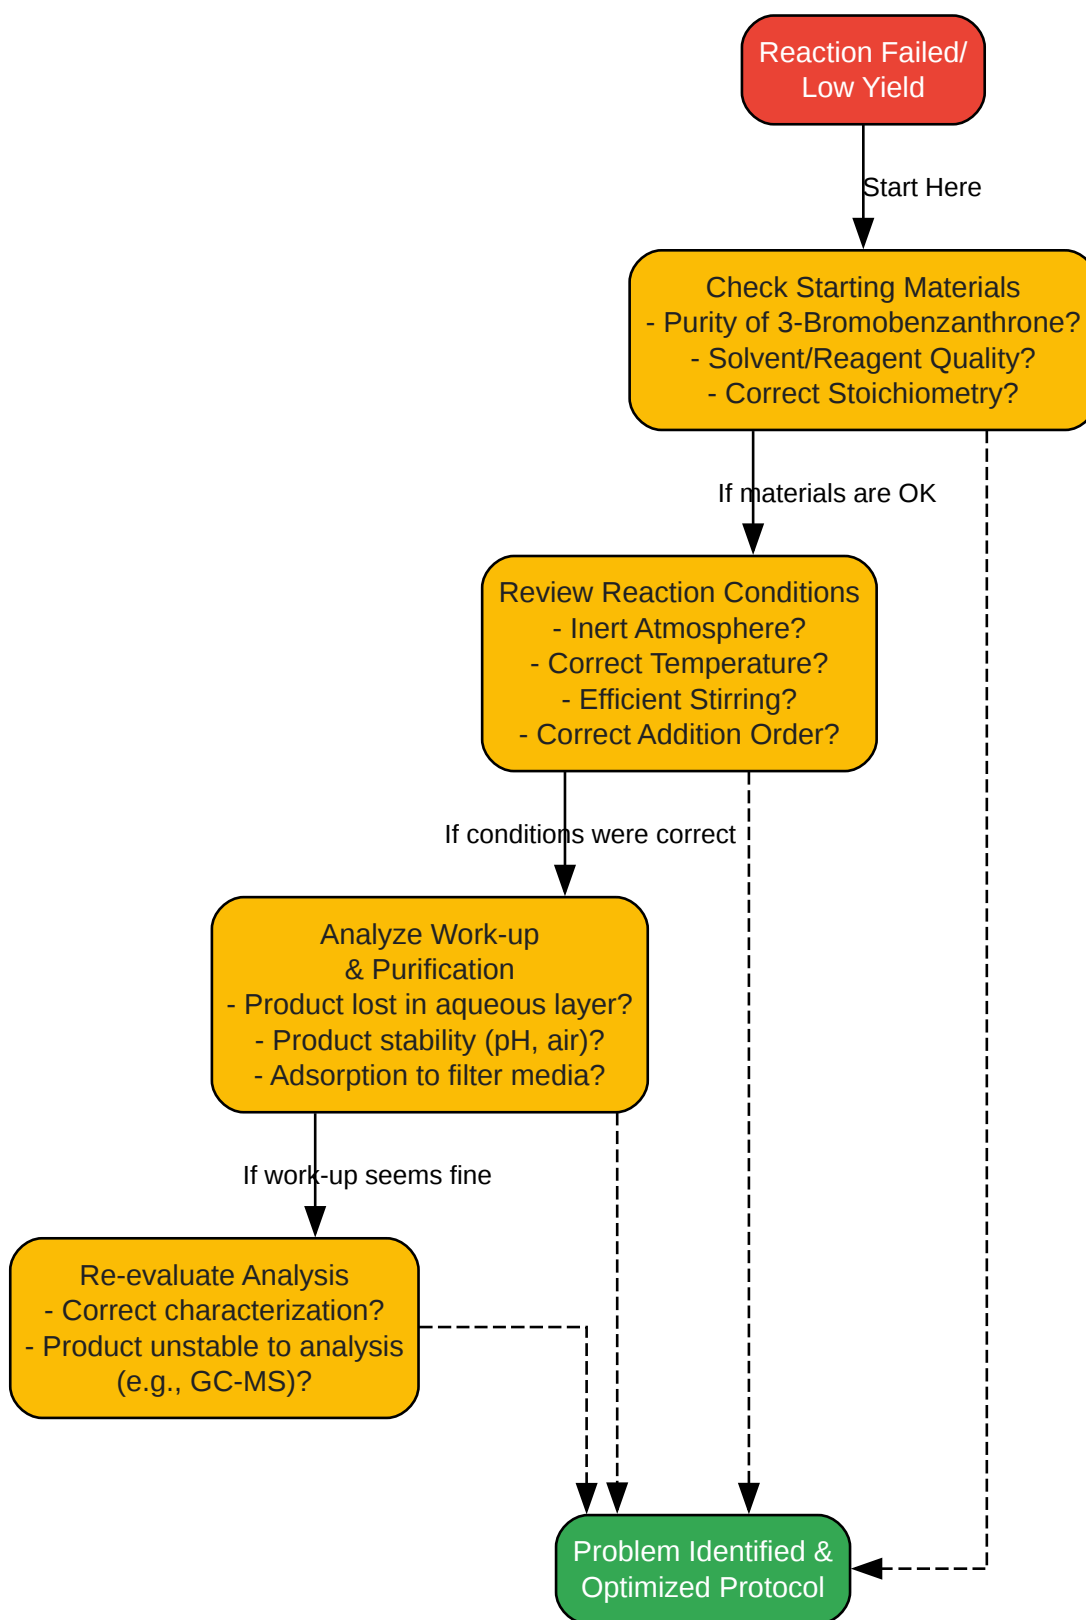 Reaction Failed/
Low Yield
Start Here
Check Starting Materials
- Purity of 3-Bromobenzanthrone?
- Solvent/Reagent Quality?
- Correct Stoichiometry?
If materials are OK
Review Reaction Conditions
- Inert Atmosphere?
- Correct Temperature?
- Efficient Stirring?
- Correct Addition Order?
If conditions were correct
Analyze Work-up
& Purification
- Product lost in aqueous layer?
- Product stability (pH, air)?
- Adsorption to filter media?
If work-up seems fine
Re-evaluate Analysis
- Correct characterization?
- Product unstable to analysis
(e.g., GC-MS)?
Problem Identified &
Optimized Protocol